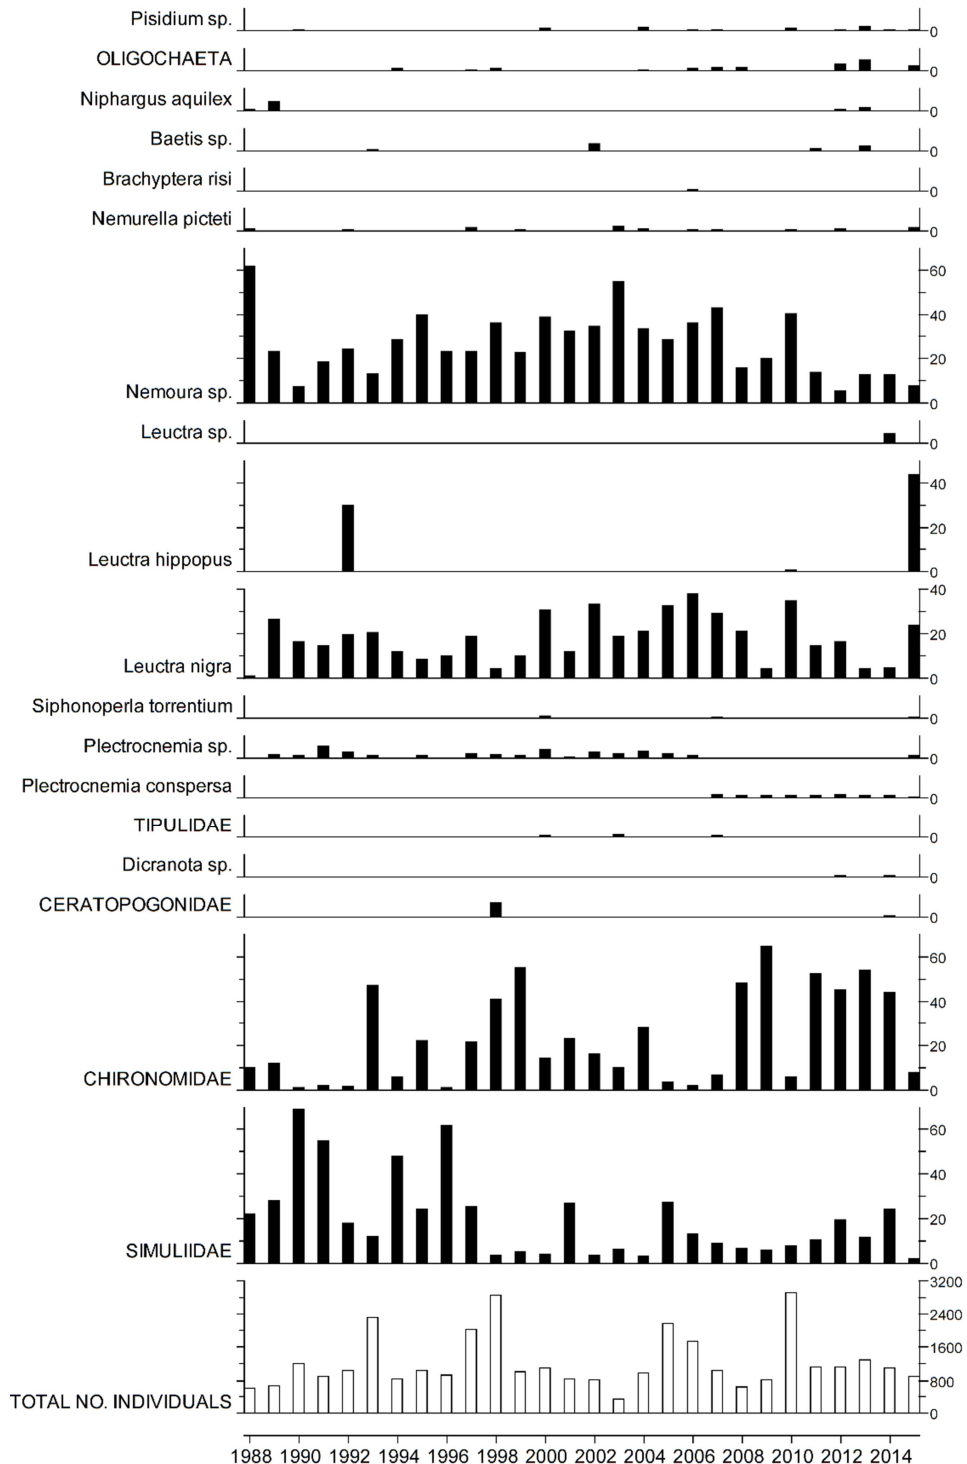 Pisidium sp.
0
OLIGOCHAETA
0
Niphargus aquilex
0
Baetis sp.
0
Brachyptera risi
0
Nemurella picteti
0
60
40
20
Nemoura sp.
0
Leuctra sp.
0
40
20
Leuctra hippopus
0
40
20
Leuctra nigra
0
Siphonoperla torrentium
0
Plectrocnemia sp.
0
Plectrocnemia conspersa
0
TIPULIDAE
0
Dicranota sp.
0
CERATOPOGONIDAE
0
60
40
20
CHIRONOMIDAE
0
60
40
20
SIMULIIDAE
0
3200
2400
1600
800
TOTAL NO. INDIVIDUALS
0
1988 1990 1992 1994 1996 1998 2000 2002 2004 2006 2008 2010 2012 2014